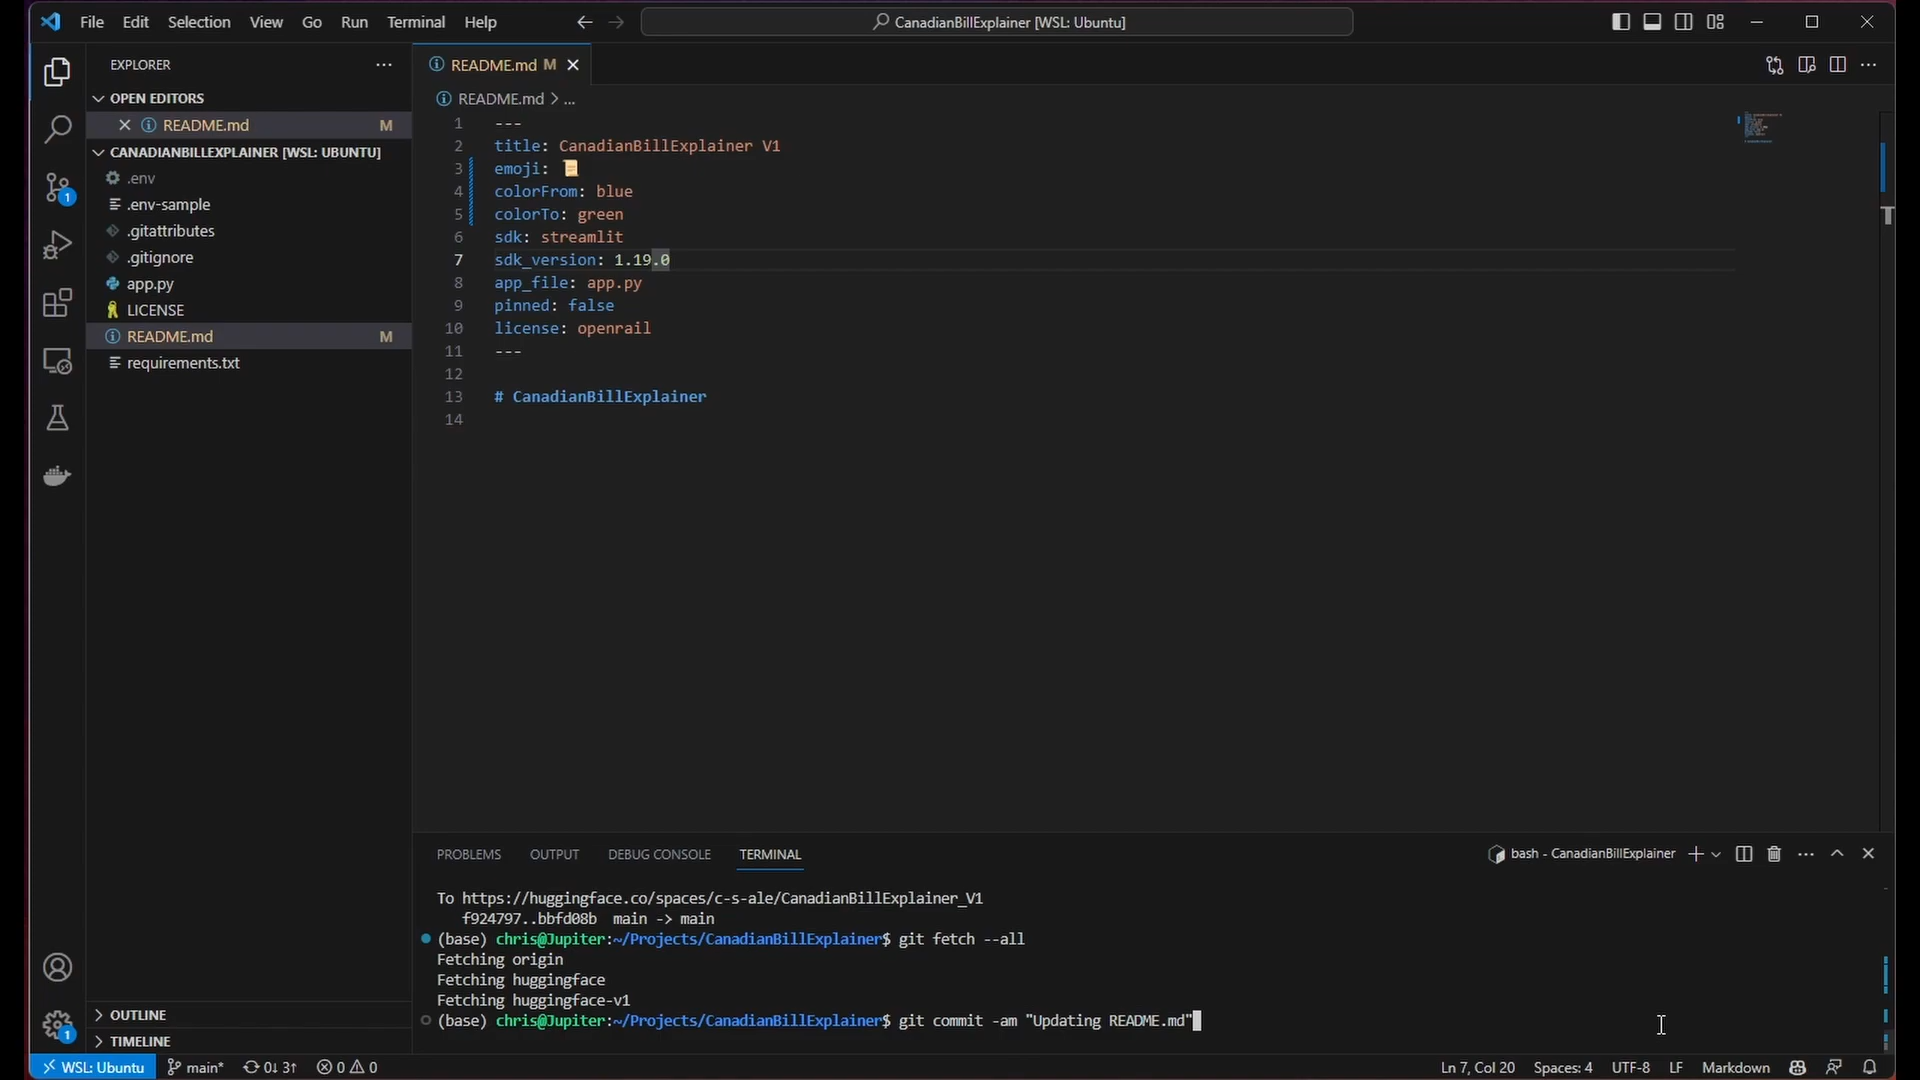 File Edit Selection View Go Run Terminal Help
CanadianBillExplainer [WSL: Ubuntu]
EXPLORER
README.md M
OPEN EDITORS
README.md M
README.md > ...
CANADIANBILLEXPLAINER [WSL: UBUNTU]
.env
.env-sample
.gitattributes
.gitignore
app.py
LICENSE
README.md M
requirements.txt
1 ---
2 title: CanadianBillExplainer V1
3 emoji: 📜
4 colorFrom: blue
5 colorTo: green
6 sdk: streamlit
7 sdk_version: 1.19.0
8 app_file: app.py
9 pinned: false
10 license: openrail
11 ---
12
13 # CanadianBillExplainer
14
1
PROBLEMS OUTPUT DEBUG CONSOLE TERMINAL
bash - CanadianBillExplainer
To https://huggingface.co/spaces/c-s-ale/CanadianBillExplainer_V1
f924797..bbfd08b main -> main
(base) chris@Jupiter:~/Projects/CanadianBillExplainer$ git fetch --all
Fetching origin
Fetching huggingface
Fetching huggingface-v1
(base) chris@Jupiter:~/Projects/CanadianBillExplainer$ git commit -am "Updating README.md"
OUTLINE
1
TIMELINE
WSL: Ubuntu main* 0↓ 3↑ 0 0
Ln 7, Col 20 Spaces: 4 UTF-8 LF Markdown